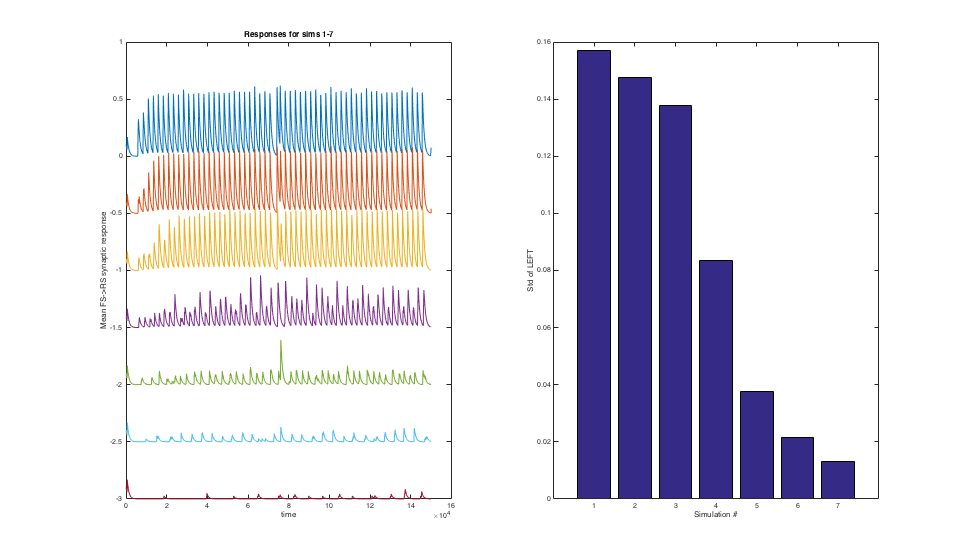 Responses for sims 1-7
Mean FS->RS synaptic response
1
0.5
0
-0.5
-1
-1.5
-2
-2.5
-3
0 2 4 6 8 10 12 14 16
×10^4
time
Std of LEFT
0.16
0.14
0.12
0.1
0.08
0.06
0.04
0.02
0
1 2 3 4 5 6 7
Simulation #